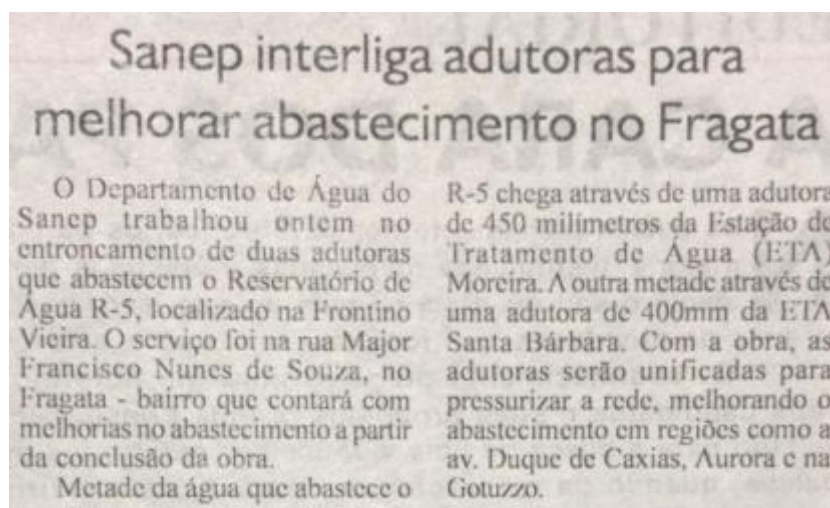 Sanep interliga adutoras para
melhorar abastecimento no Fragata
O Departamento de Água do
Sanep trabalhou ontem no
entroncamento de duas adutoras
que abastecem o Reservatório de
Água R-5, localizado na Frontino
Vieira. O serviço foi na rua Major
Francisco Nunes de Souza, no
Fragata - bairro que contará com
melhorias no abastecimento a partir
da conclusão da obra.
Metade da água que abastece o
R-5 chega através de uma adutora
de 450 milímetros da Estação de
Tratamento de Água (ETA)
Moreira. A outra metade através de
uma adutora de 400mm da ETA
Santa Bárbara. Com a obra, as
adutoras serão unificadas para
pressurizar a rede, melhorando o
abastecimento em regiões como a
av. Duque de Caxias, Aurora e na
Gotuzzo.